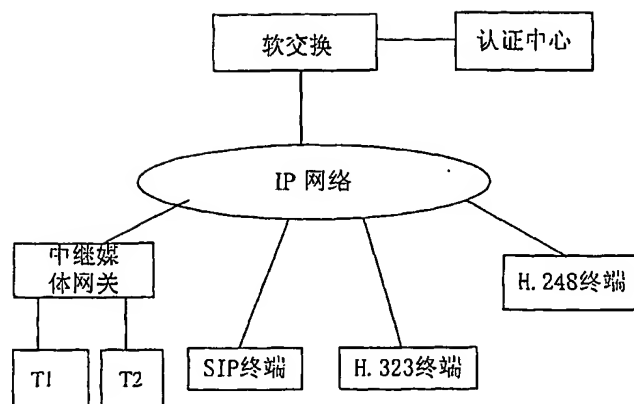 软交换
认证中心
IP 网络
中继媒
体网关
H.248终端
T1
T2
SIP终端
H.323终端